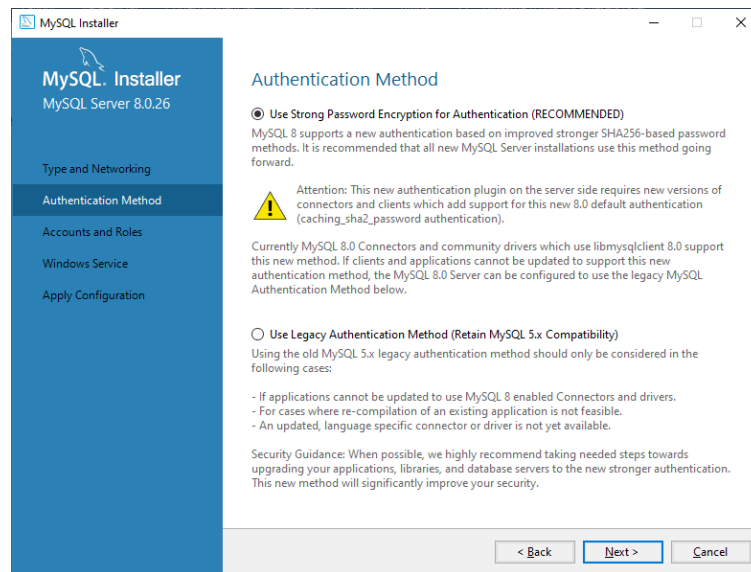 MySQL Installer
MySQL. Installer
MySQL Server 8.0.26
Type and Networking
Authentication Method
Accounts and Roles
Windows Service
Apply Configuration
Authentication Method
Use Strong Password Encryption for Authentication (RECOMMENDED)
MySQL 8 supports a new authentication based on improved stronger SHA256-based password
methods. It is recommended that all new MySQL Server installations use this method going
forward.
Attention: This new authentication plugin on the server side requires new versions of
connectors and clients which add support for this new 8.0 default authentication
(caching_sha2_password authentication).
Currently MySQL 8.0 Connectors and community drivers which use libmysqlclient 8.0 support
this new method. If clients and applications cannot be updated to support this new
authentication method, the MySQL 8.0 Server can be configured to use the legacy MySQL
Authentication Method below.
Use Legacy Authentication Method (Retain MySQL 5.x Compatibility)
Using the old MySQL 5.x legacy authentication method should only be considered in the
following cases:
- If applications cannot be updated to use MySQL 8 enabled Connectors and drivers.
- For cases where re-compilation of an existing application is not feasible.
- An updated, language specific connector or driver is not yet available.
Security Guidance: When possible, we highly recommend taking needed steps towards
upgrading your applications, libraries, and database servers to the new stronger authentication.
This new method will significantly improve your security.
< Back
Next >
Cancel